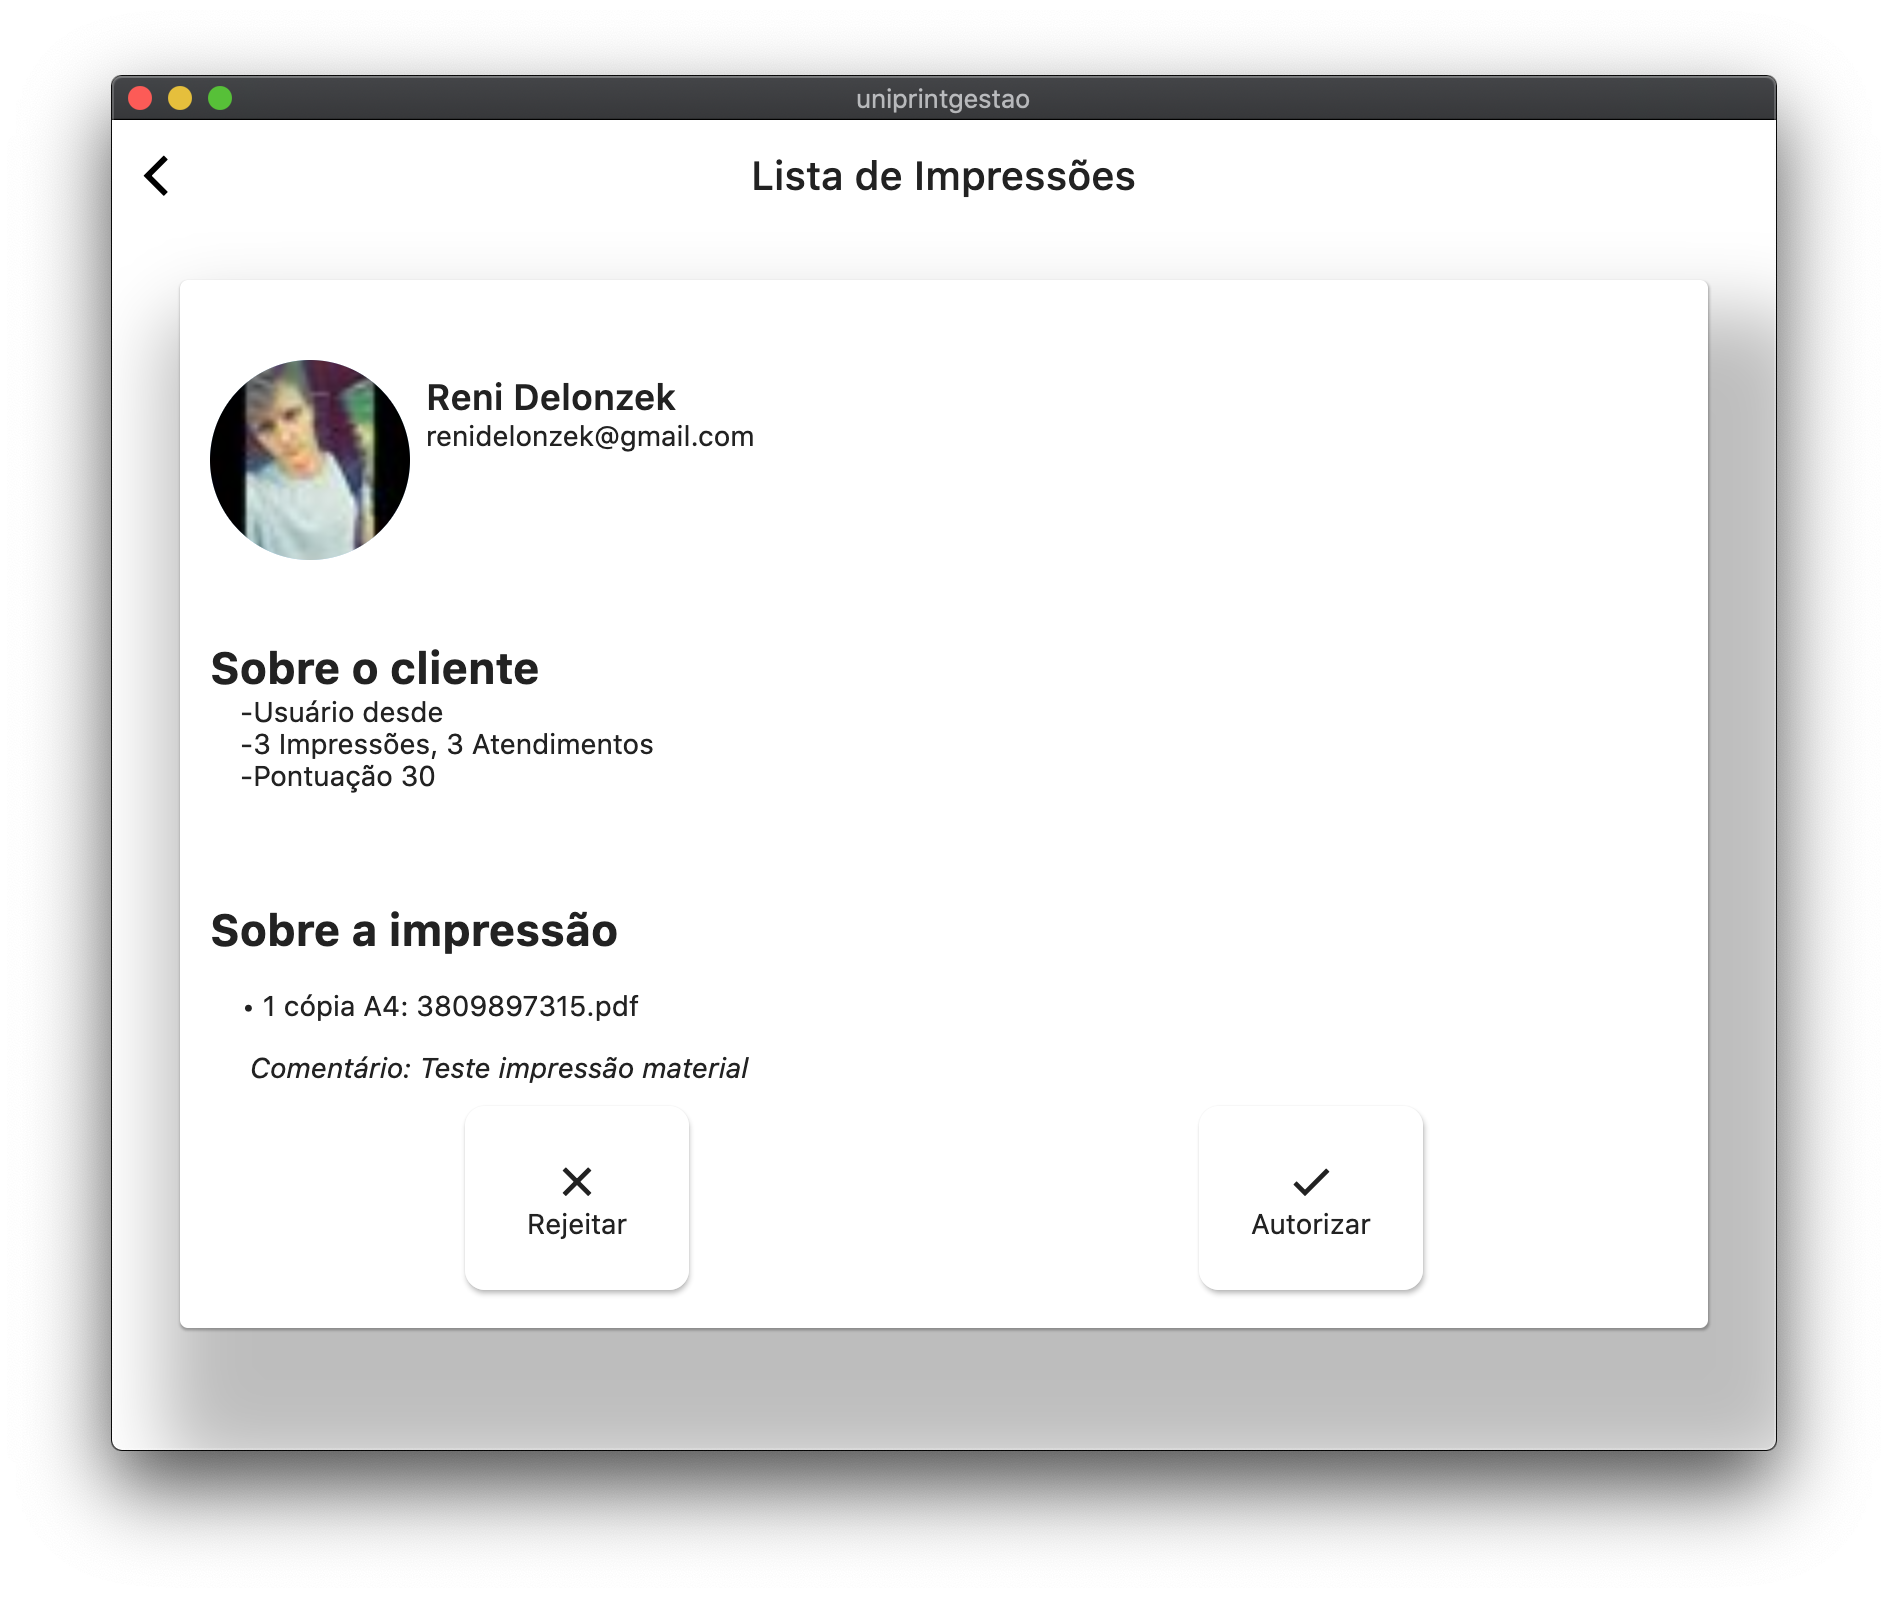 uniprintgestao
Lista de Impressões
Reni Delonzek
renidelonzek@gmail.com
Sobre o cliente
-Usuário desde
-3 Impressões, 3 Atendimentos
-Pontuação 30
Sobre a impressão
• 1 cópia A4: 3809897315.pdf
Comentário: Teste impressão material
Rejeitar
Autorizar